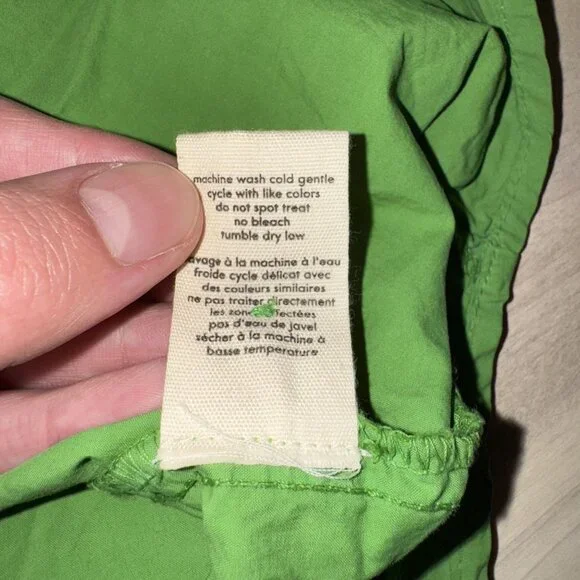 machine wash cold gentle
cycle with like colors
do not spot treat
no bleach
tumble dry low
avage à la machine à l'eau
froide cycle délicat avec
des couleurs similaires
ne pas traiter directement
les
pas d'eau de javel
sécher à la machine à
basse temperature